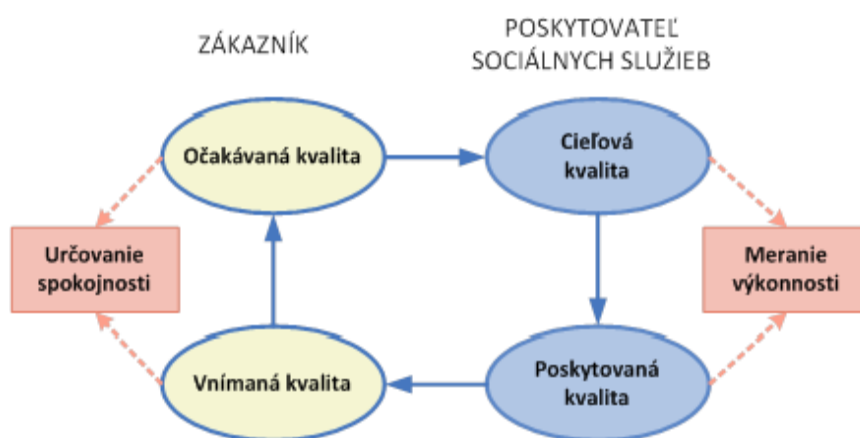 ZÁKAZNÍK
POSKYTOVATEĽ
SOCIÁLNYCH SLUŽIEB
Očakávaná kvalita
Cieľová
kvalita
Určovanie
spokojnosti
Meranie
výkonnosti
Vnímaná kvalita
Poskytovaná
kvalita